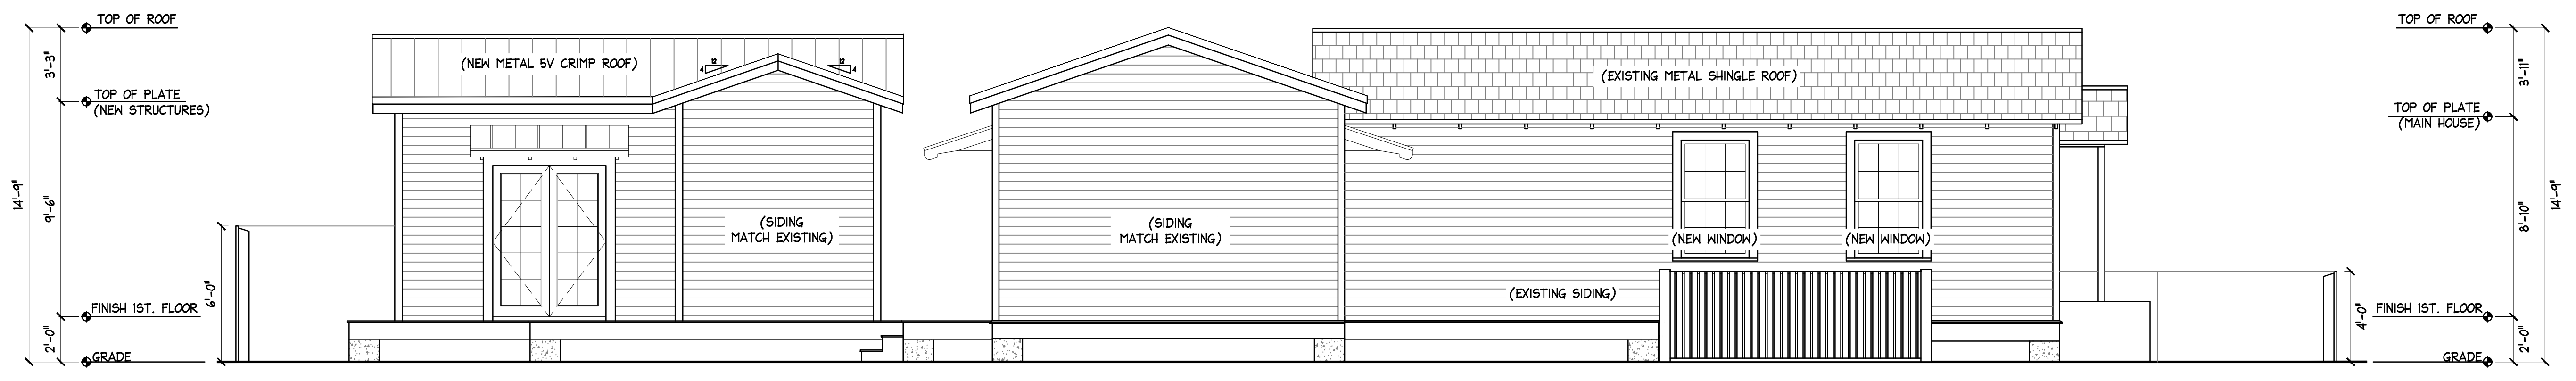 TOP OF ROOF
TOP OF ROOF
3'-3"
(NEW METAL 5V CRIMP ROOF)
12
4
12
4
(EXISTING METAL SHINGLE ROOF)
3'-11"
TOP OF PLATE
(NEW STRUCTURES)
TOP OF PLATE
(MAIN HOUSE)
14'-9"
9'-6"
(SIDING
MATCH EXISTING)
(SIDING
MATCH EXISTING)
(NEW WINDOW)
(NEW WINDOW)
8'-10"
14'-9"
6'-0"
(EXISTING SIDING)
FINISH 1ST. FLOOR
FINISH 1ST. FLOOR
2'-0"
4'-0"
2'-0"
GRADE
GRADE